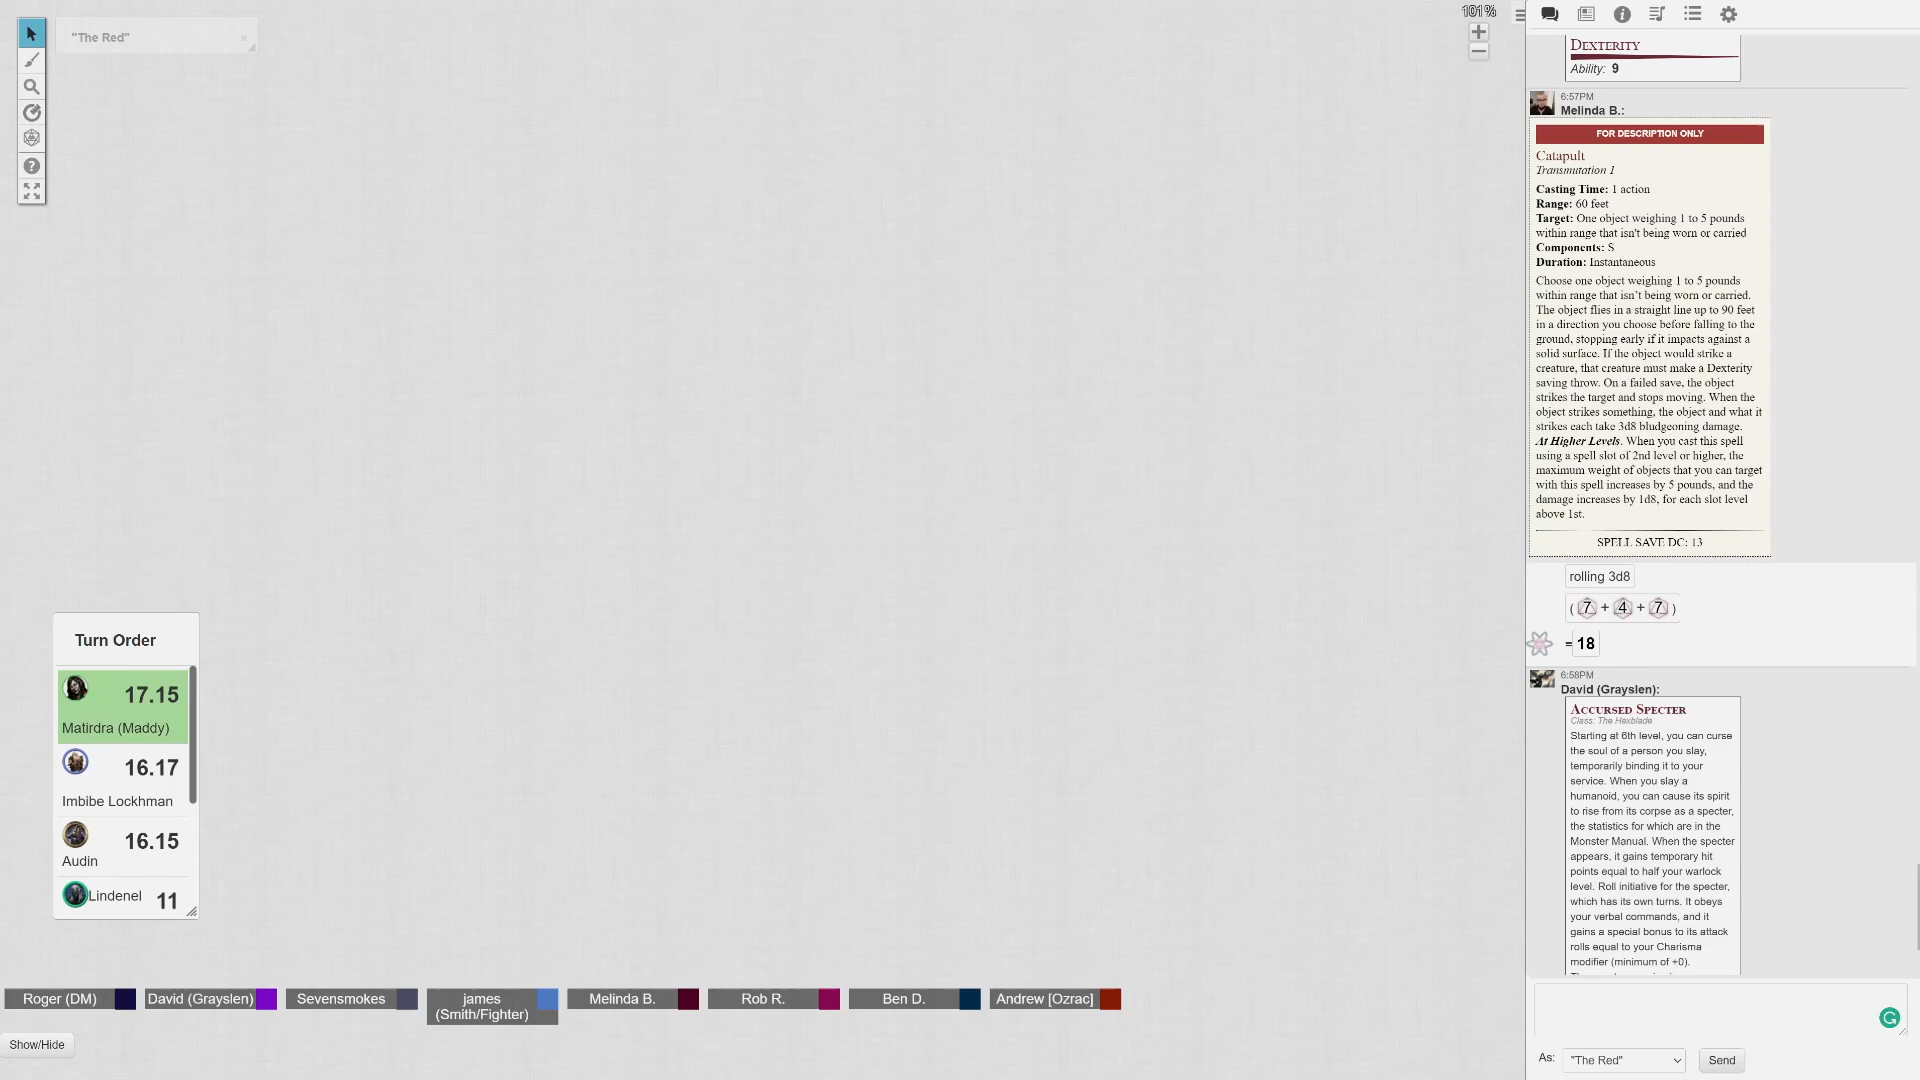 "The Red"
101%
Turn Order
17.15
Matirdra (Maddy)
16.17
Imbibe Lockhman
16.15
Audin
Lindenel 11
Roger (DM)
David (Grayslen)
Sevensmokes
james
(Smith/Fighter)
Melinda B.
Rob R.
Ben D.
Andrew [Ozrac]
Show/Hide
Dexterity
Ability: 9
6:57PM
Melinda B.:
FOR DESCRIPTION ONLY
Catapult
Transmutation 1
Casting Time: 1 action
Range: 60 feet
Target: One object weighing 1 to 5 pounds
within range that isn't being worn or carried
Components: S
Duration: Instantaneous
Choose one object weighing 1 to 5 pounds
within range that isn’t being worn or carried.
The object flies in a straight line up to 90 feet
in a direction you choose before falling to the
ground, stopping early if it impacts against a
solid surface. If the object would strike a
creature, that creature must make a Dexterity
saving throw. On a failed save, the object
strikes the target and stops moving. When the
object strikes something, the object and what it
strikes each take 3d8 bludgeoning damage.
At Higher Levels. When you cast this spell
using a spell slot of 2nd level or higher, the
maximum weight of objects that you can target
with this spell increases by 5 pounds, and the
damage increases by 1d8, for each slot level
above 1st.
SPELL SAVE DC: 13
rolling 3d8
(7 + 4 + 7)
=18
6:58PM
David (Grayslen):
Accursed Specter
Class: The Hexblade
Starting at 6th level, you can curse
the soul of a person you slay,
temporarily binding it to your
service. When you slay a
humanoid, you can cause its spirit
to rise from its corpse as a specter,
the statistics for which are in the
Monster Manual. When the specter
appears, it gains temporary hit
points equal to half your warlock
level. Roll initiative for the specter,
which has its own turns. It obeys
your verbal commands, and it
gains a special bonus to its attack
rolls equal to your Charisma
modifier (minimum of +0).
As: "The Red" Send